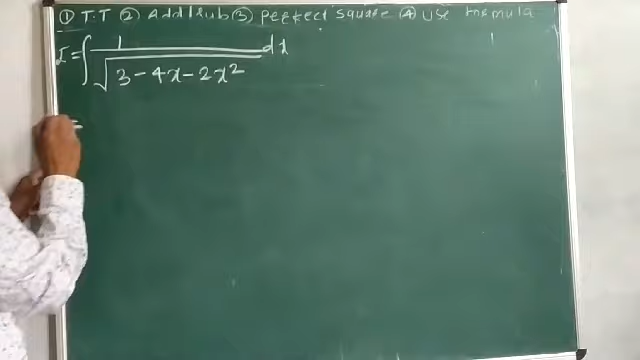 ① T.T ② Add/sub ③ perfect square ④ use formula
I = ∫ 1/√(3 - 4x - 2x²) dx
=